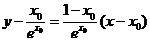 y - x₀/e^{x₀} = (1-x₀)/e^{x₀} (x - x₀)